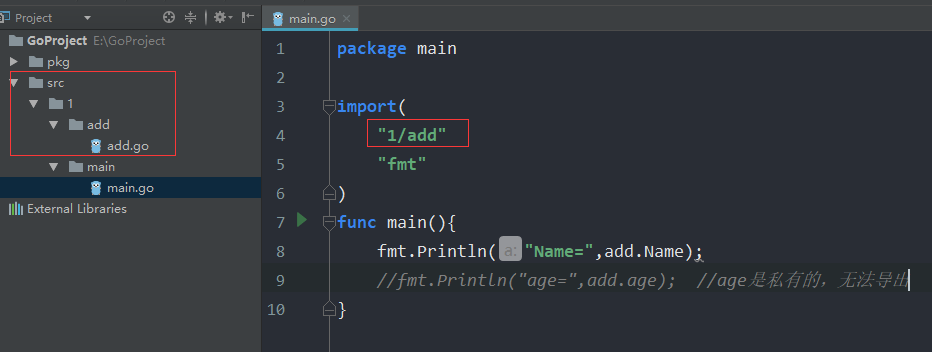 Project
main.go
GoProject E:\GoProject
pkg
src
1
add
add.go
main
main.go
External Libraries
1 package main
2
3 import(
4 "1/add"
5 "fmt"
6 )
7 func main(){
8 fmt.Println( a: "Name=",add.Name);
9 //fmt.Println("age=",add.age); //age是私有的，无法导出
10 }